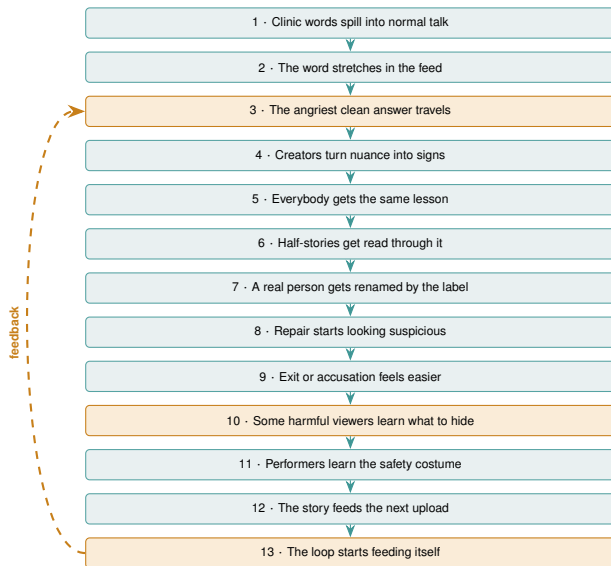 1 · Clinic words spill into normal talk
2 · The word stretches in the feed
3 · The angriest clean answer travels
4 · Creators turn nuance into signs
5 · Everybody gets the same lesson
6 · Half-stories get read through it
7 · A real person gets renamed by the label
8 · Repair starts looking suspicious
9 · Exit or accusation feels easier
10 · Some harmful viewers learn what to hide
11 · Performers learn the safety costume
12 · The story feeds the next upload
13 · The loop starts feeding itself
feedback